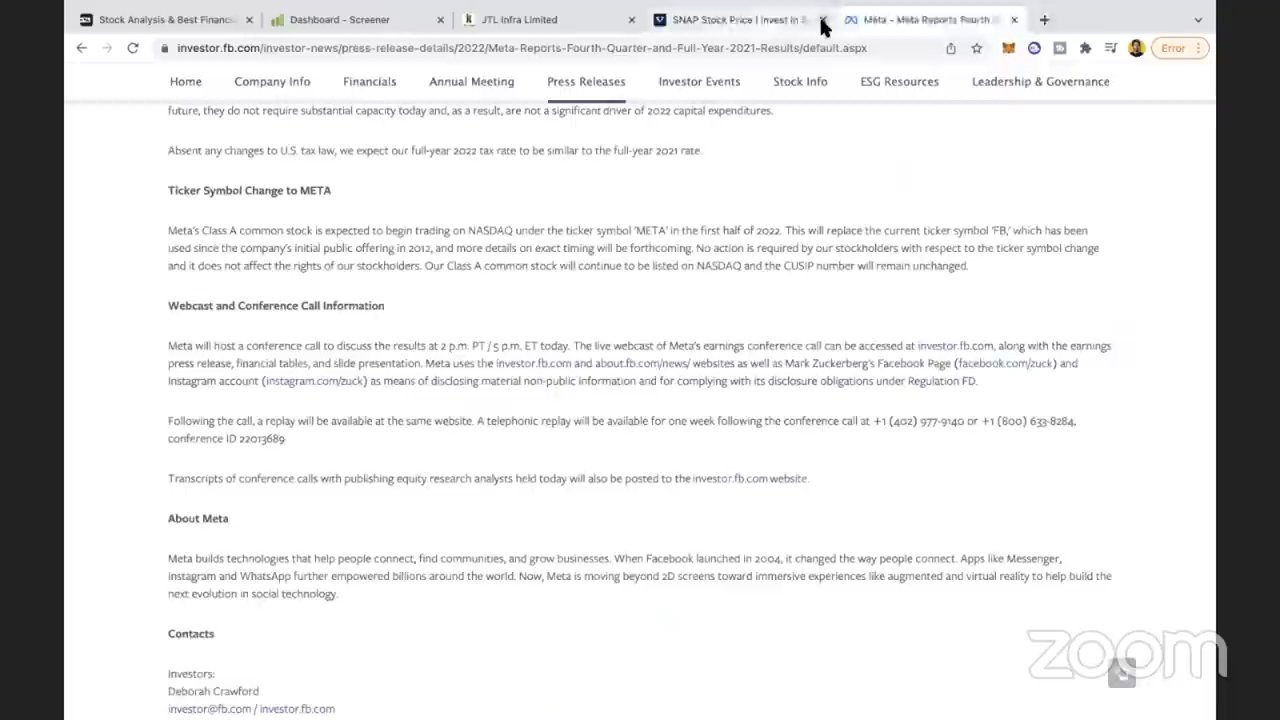 Stock Analysis & Best Financi
Dashboard - Screener
JTL Infra Limited
SNAP Stock Price | Invest in S
Meta - Meta Reports Fourth
investor.fb.com/investor-news/press-release-details/2022/Meta-Reports-Fourth-Quarter-and-Full-Year-2021-Results/default.aspx
Error
Home Company Info Financials Annual Meeting Press Releases Investor Events Stock Info ESG Resources Leadership & Governance
future, they do not require substantial capacity today and, as a result, are not a significant driver of 2022 capital expenditures.
Absent any changes to U.S. tax law, we expect our full-year 2022 tax rate to be similar to the full-year 2021 rate.
Ticker Symbol Change to META
Meta's Class A common stock is expected to begin trading on NASDAQ under the ticker symbol 'META' in the first half of 2022. This will replace the current ticker symbol 'FB,' which has been
used since the company's initial public offering in 2012, and more details on exact timing will be forthcoming. No action is required by our stockholders with respect to the ticker symbol change
and it does not affect the rights of our stockholders. Our Class A common stock will continue to be listed on NASDAQ and the CUSIP number will remain unchanged.
Webcast and Conference Call Information
Meta will host a conference call to discuss the results at 2 p.m. PT / 5 p.m. ET today. The live webcast of Meta's earnings conference call can be accessed at investor.fb.com, along with the earnings
press release, financial tables, and slide presentation. Meta uses the investor.fb.com and about.fb.com/news/ websites as well as Mark Zuckerberg's Facebook Page (facebook.com/zuck) and
Instagram account (instagram.com/zuck) as means of disclosing material non-public information and for complying with its disclosure obligations under Regulation FD.
Following the call, a replay will be available at the same website. A telephonic replay will be available for one week following the conference call at +1 (402) 977-9140 or +1 (800) 633-8284,
conference ID 22013689
Transcripts of conference calls with publishing equity research analysts held today will also be posted to the investor.fb.com website.
About Meta
Meta builds technologies that help people connect, find communities, and grow businesses. When Facebook launched in 2004, it changed the way people connect. Apps like Messenger,
Instagram and WhatsApp further empowered billions around the world. Now, Meta is moving beyond 2D screens toward immersive experiences like augmented and virtual reality to help build the
next evolution in social technology.
Contacts
zoom
Investors:
Deborah Crawford
investor@fb.com / investor.fb.com